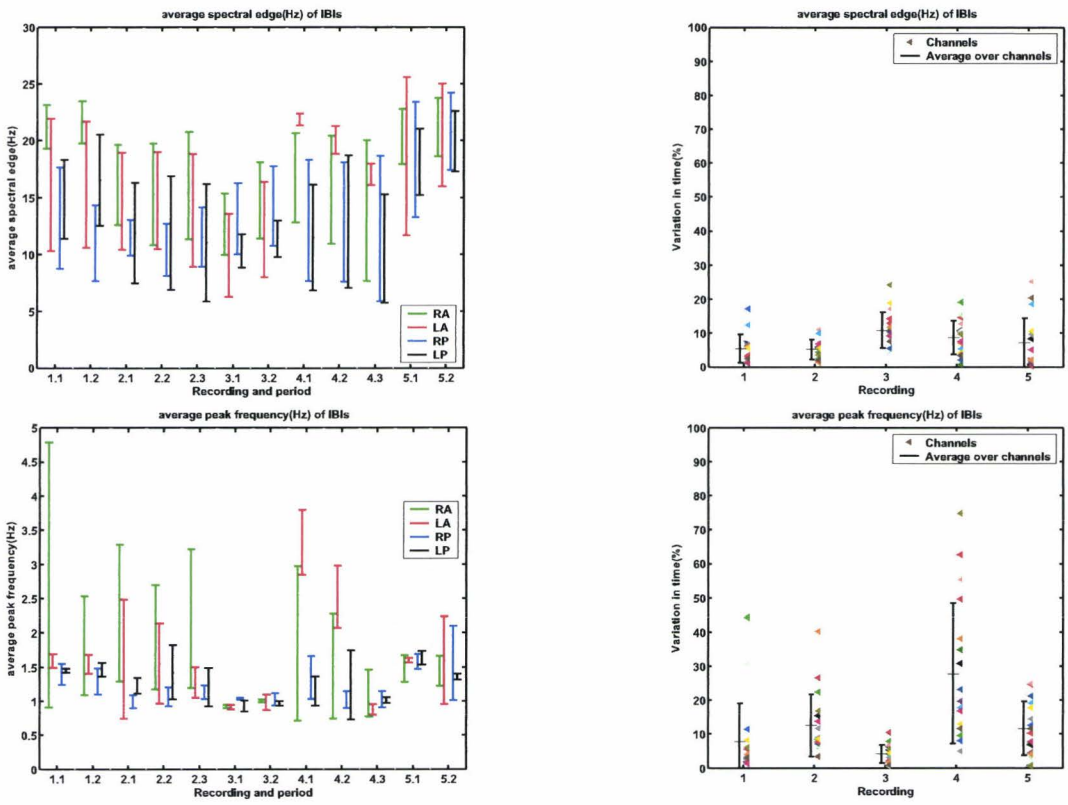 average spectral edge(Hz) of IBIs
30
25
20
15
10
5
0
average spectral edge(Hz)
RA
LA
RP
LP
1.1 1.2 2.1 2.2 2.3 3.1 3.2 4.1 4.2 4.3 5.1 5.2
Recording and period
average spectral edge(Hz) of IBIs
100
90
80
70
60
50
40
30
20
10
0
Variation in time(%)
Channels
Average over channels
1 2 3 4 5
Recording
average peak frequency(Hz) of IBIs
5
4.5
4
3.5
3
2.5
2
1.5
1
0.5
0
average peak frequency(Hz)
RA
LA
RP
LP
1.1 1.2 2.1 2.2 2.3 3.1 3.2 4.1 4.2 4.3 5.1 5.2
Recording and period
average peak frequency(Hz) of IBIs
100
90
80
70
60
50
40
30
20
10
0
Variation in time(%)
Channels
Average over channels
1 2 3 4 5
Recording